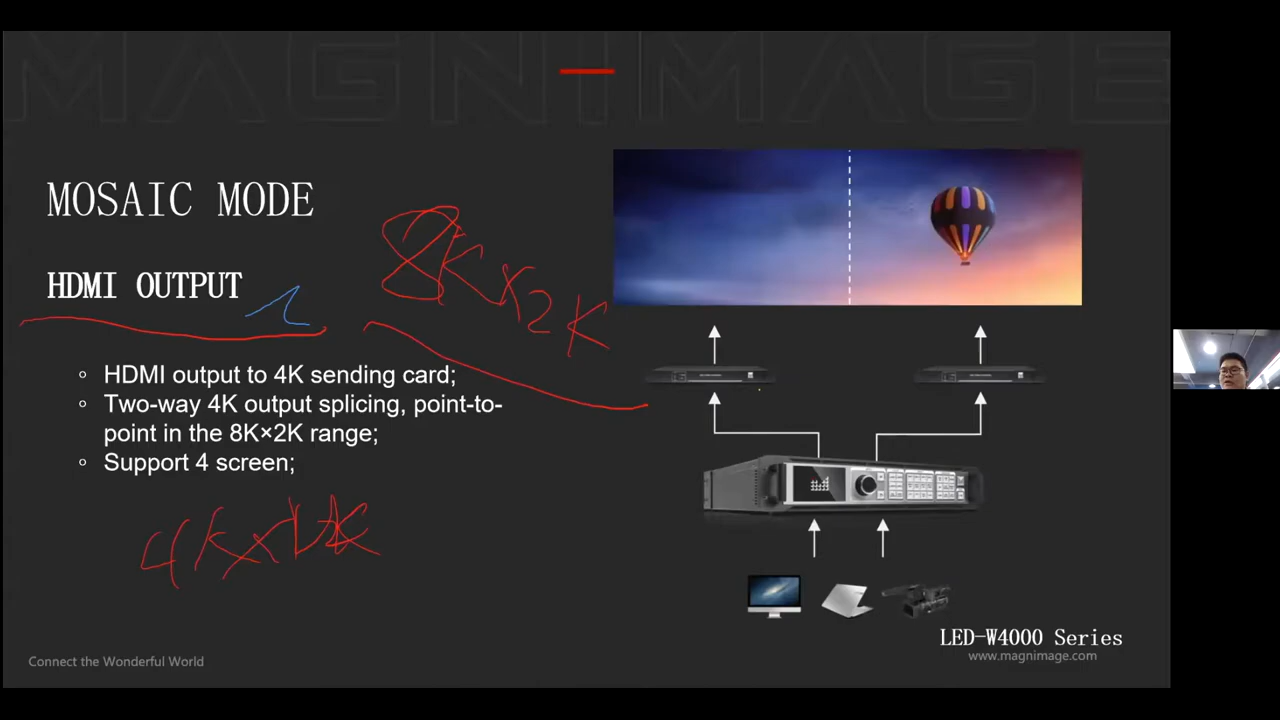 MAGNIMAGE
MOSAIC MODE
HDMI OUTPUT
8K x 2K
HDMI output to 4K sending card;
Two-way 4K output splicing, point-to-
point in the 8K×2K range;
Support 4 screen;
4K x
LED-W4000 Series
www.magnimage.com
Connect the Wonderful World